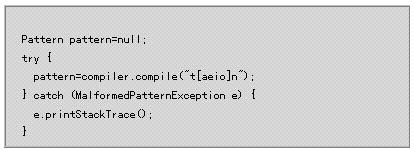 Pattern pattern=null;
try {
pattern=compiler.compile("t[aeio]n");
} catch (MalformedPatternException e) {
e.printStackTrace();
}